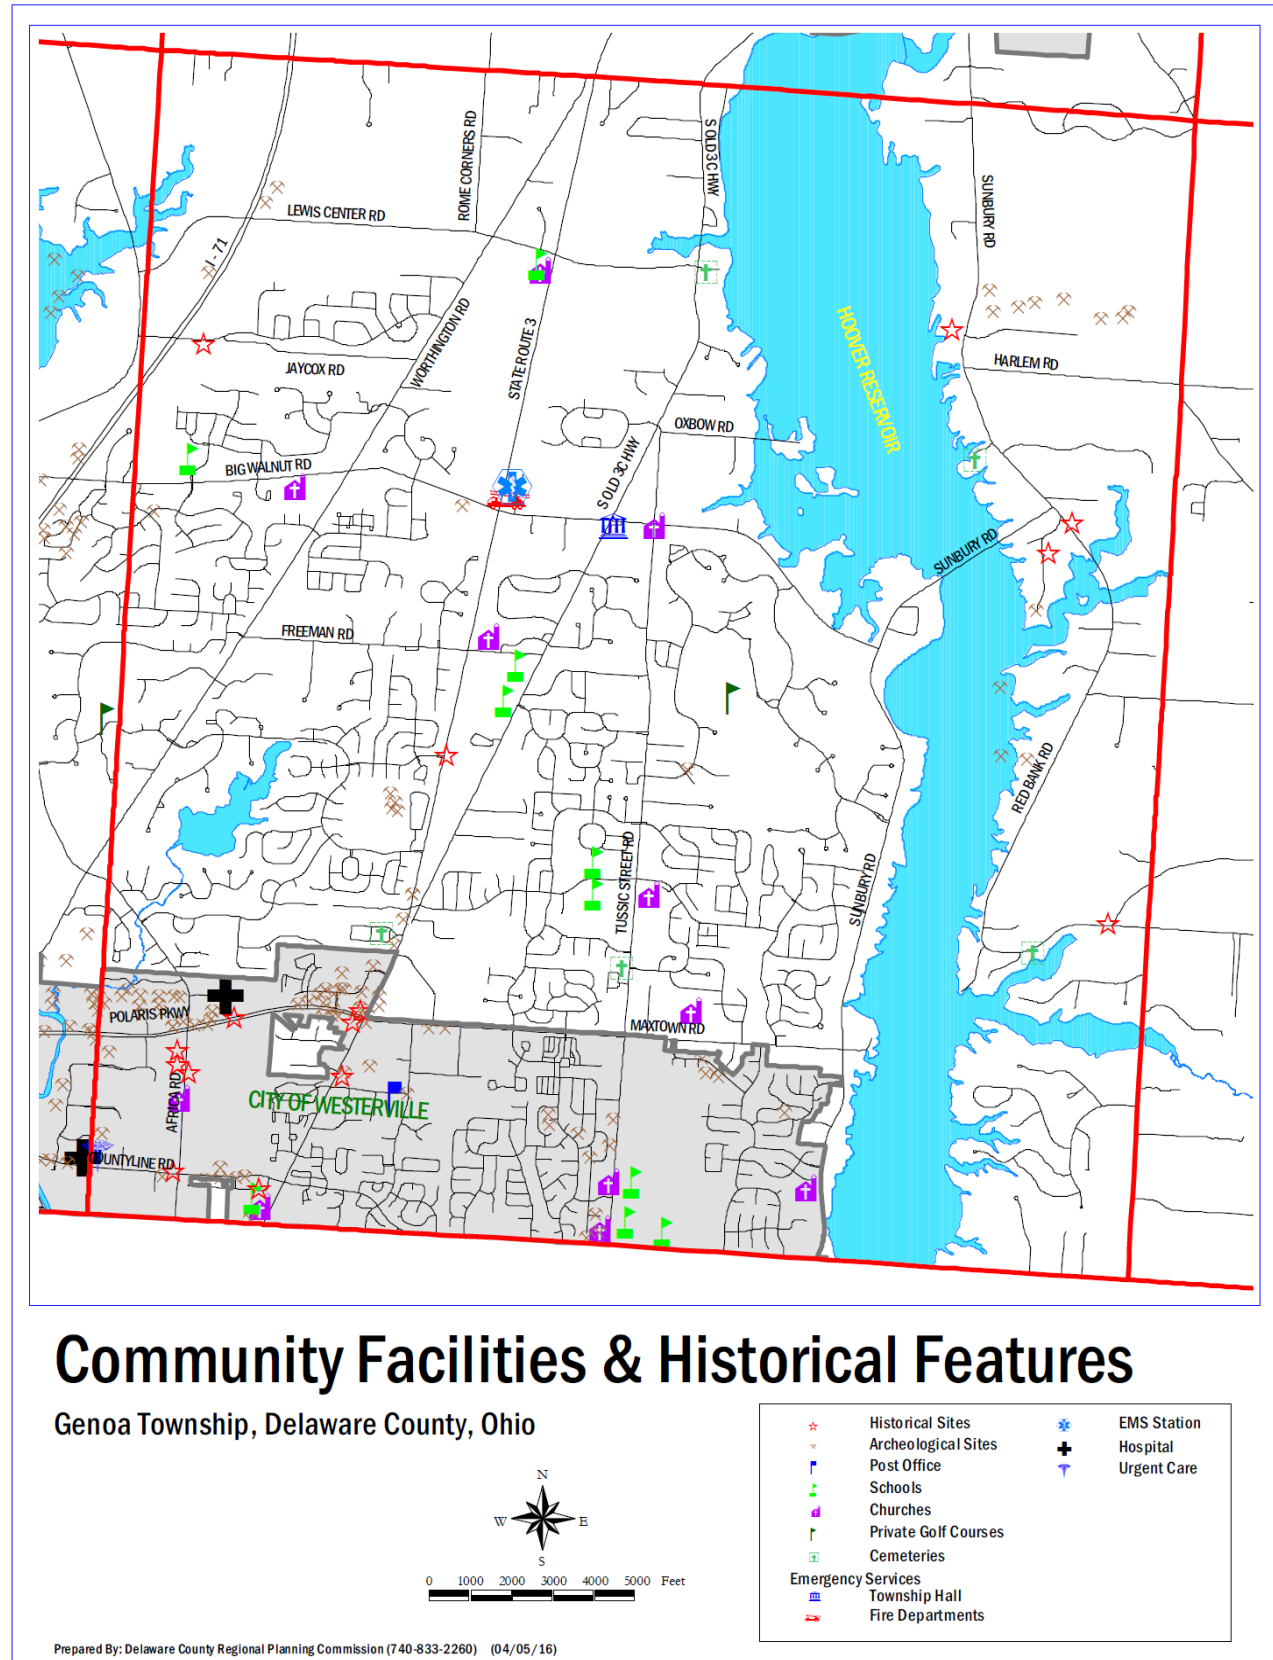 ROME CORNERS RD
S OLD 3C HWY
SUNBURY RD
LEWIS CENTER RD
I - 71
WORTHINGTON RD
STATE ROUTE 3
HOOVER RESERVOIR
JAYCOX RD
HARLEM RD
OXBOW RD
S OLD 3C HWY
BIG WALNUT RD
SUNBURY RD
FREEMAN RD
RED BANK RD
TUSSIC STREET RD
SUNBURY RD
POLARIS PKWY
MAXTOWN RD
AFRICA RD
CITY OF WESTERVILLE
OUNTYLINE RD
Community Facilities & Historical Features
Genoa Township, Delaware County, Ohio
N
W E
S
0 1000 2000 3000 4000 5000 Feet
Historical Sites
Archeological Sites
Post Office
Schools
Churches
Private Golf Courses
Cemeteries
Emergency Services
Township Hall
Fire Departments
EMS Station
Hospital
Urgent Care
Prepared By: Delaware County Regional Planning Commission (740-833-2260) (04/05/16)